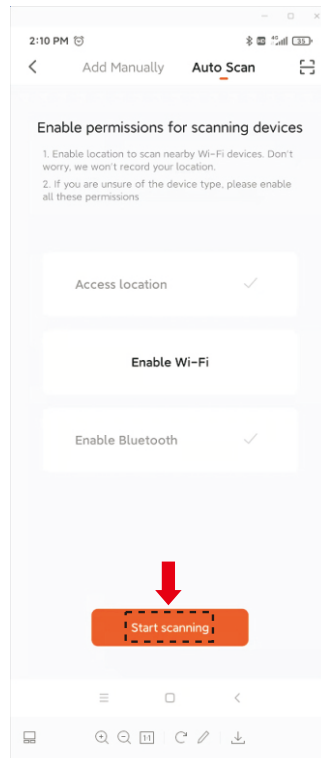 2:10 PM
Add Manually Auto Scan
Enable permissions for scanning devices
1. Enable location to scan nearby Wi-Fi devices. Don't
worry, we won't record your location.
2. If you are unsure of the device type, please enable
all these permissions
Access location
Enable Wi-Fi
Enable Bluetooth
Start scanning
1:1